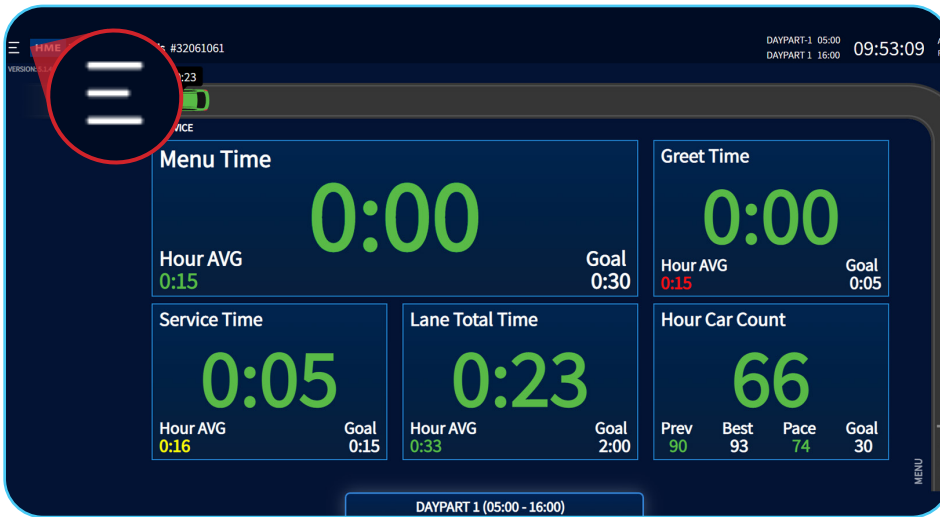 HME #32061061
DAYPART-1 05:00
DAYPART 1 16:00
09:53:09
:23
Menu Time
0:00
Hour AVG
0:15
Goal
0:30
Greet Time
0:00
Hour AVG
0:15
Goal
0:05
Service Time
0:05
Hour AVG
0:16
Goal
0:15
Lane Total Time
0:23
Hour AVG
0:33
Goal
2:00
Hour Car Count
66
Prev Best Pace Goal
90 93 74 30
MENU
DAYPART 1 (05:00 - 16:00)